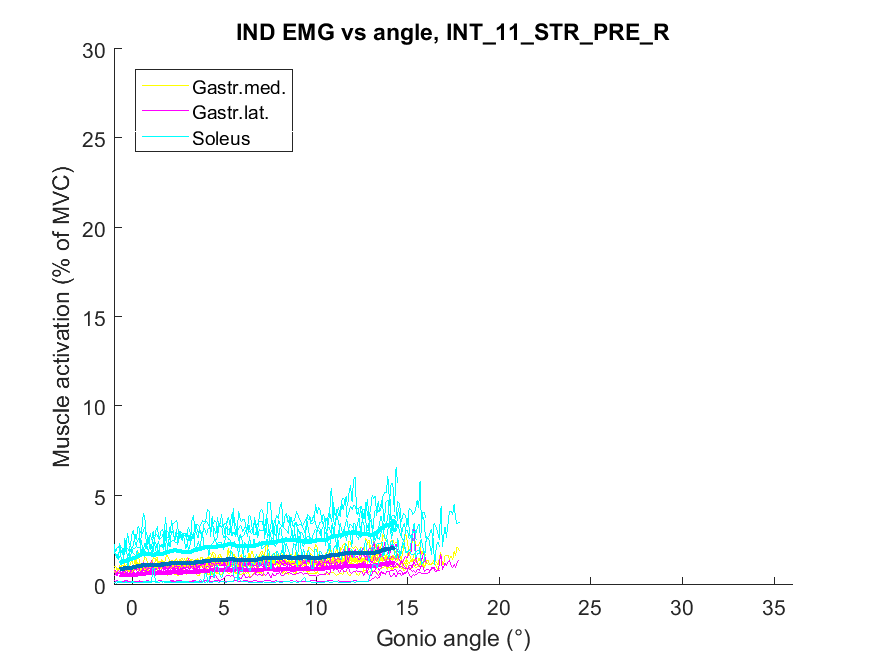 IND EMG vs angle, INT_11_STR_PRE_R
30
25
20
15
10
5
0
Muscle activation (% of MVC)
Gastr.med.
Gastr.lat.
Soleus
0 5 10 15 20 25 30 35
Gonio angle (°)